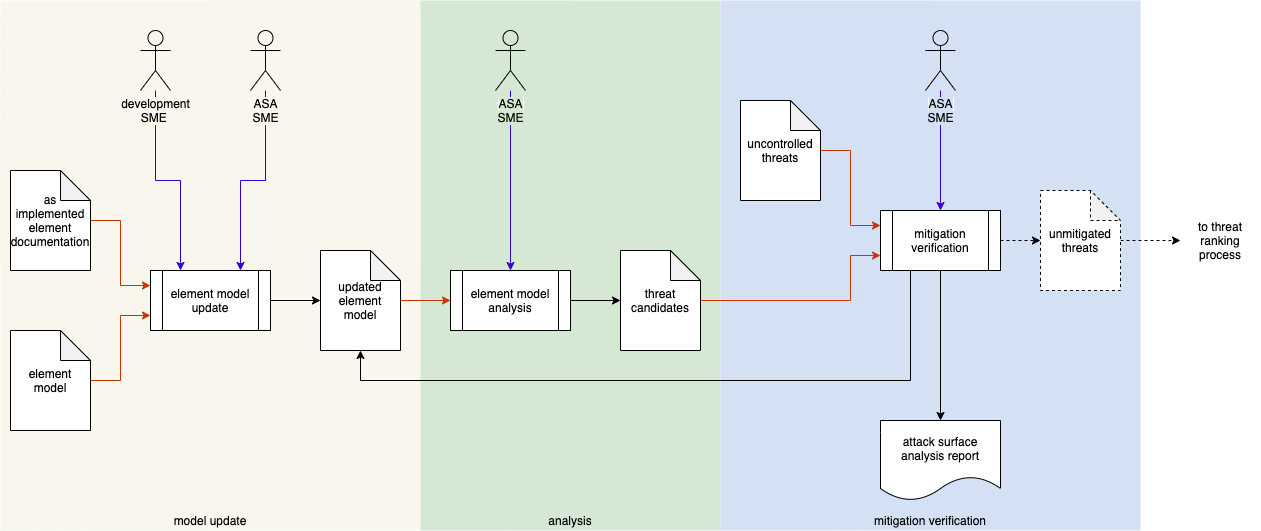 development
SME
ASA
SME
ASA
SME
ASA
SME
uncontrolled
threats
as
implemented
element
documentation
mitigation
verification
unmitigated
threats
to threat
ranking
process
element model
update
updated
element
model
element model
analysis
threat
candidates
element
model
attack surface
analysis report
model update
analysis
mitigation verification